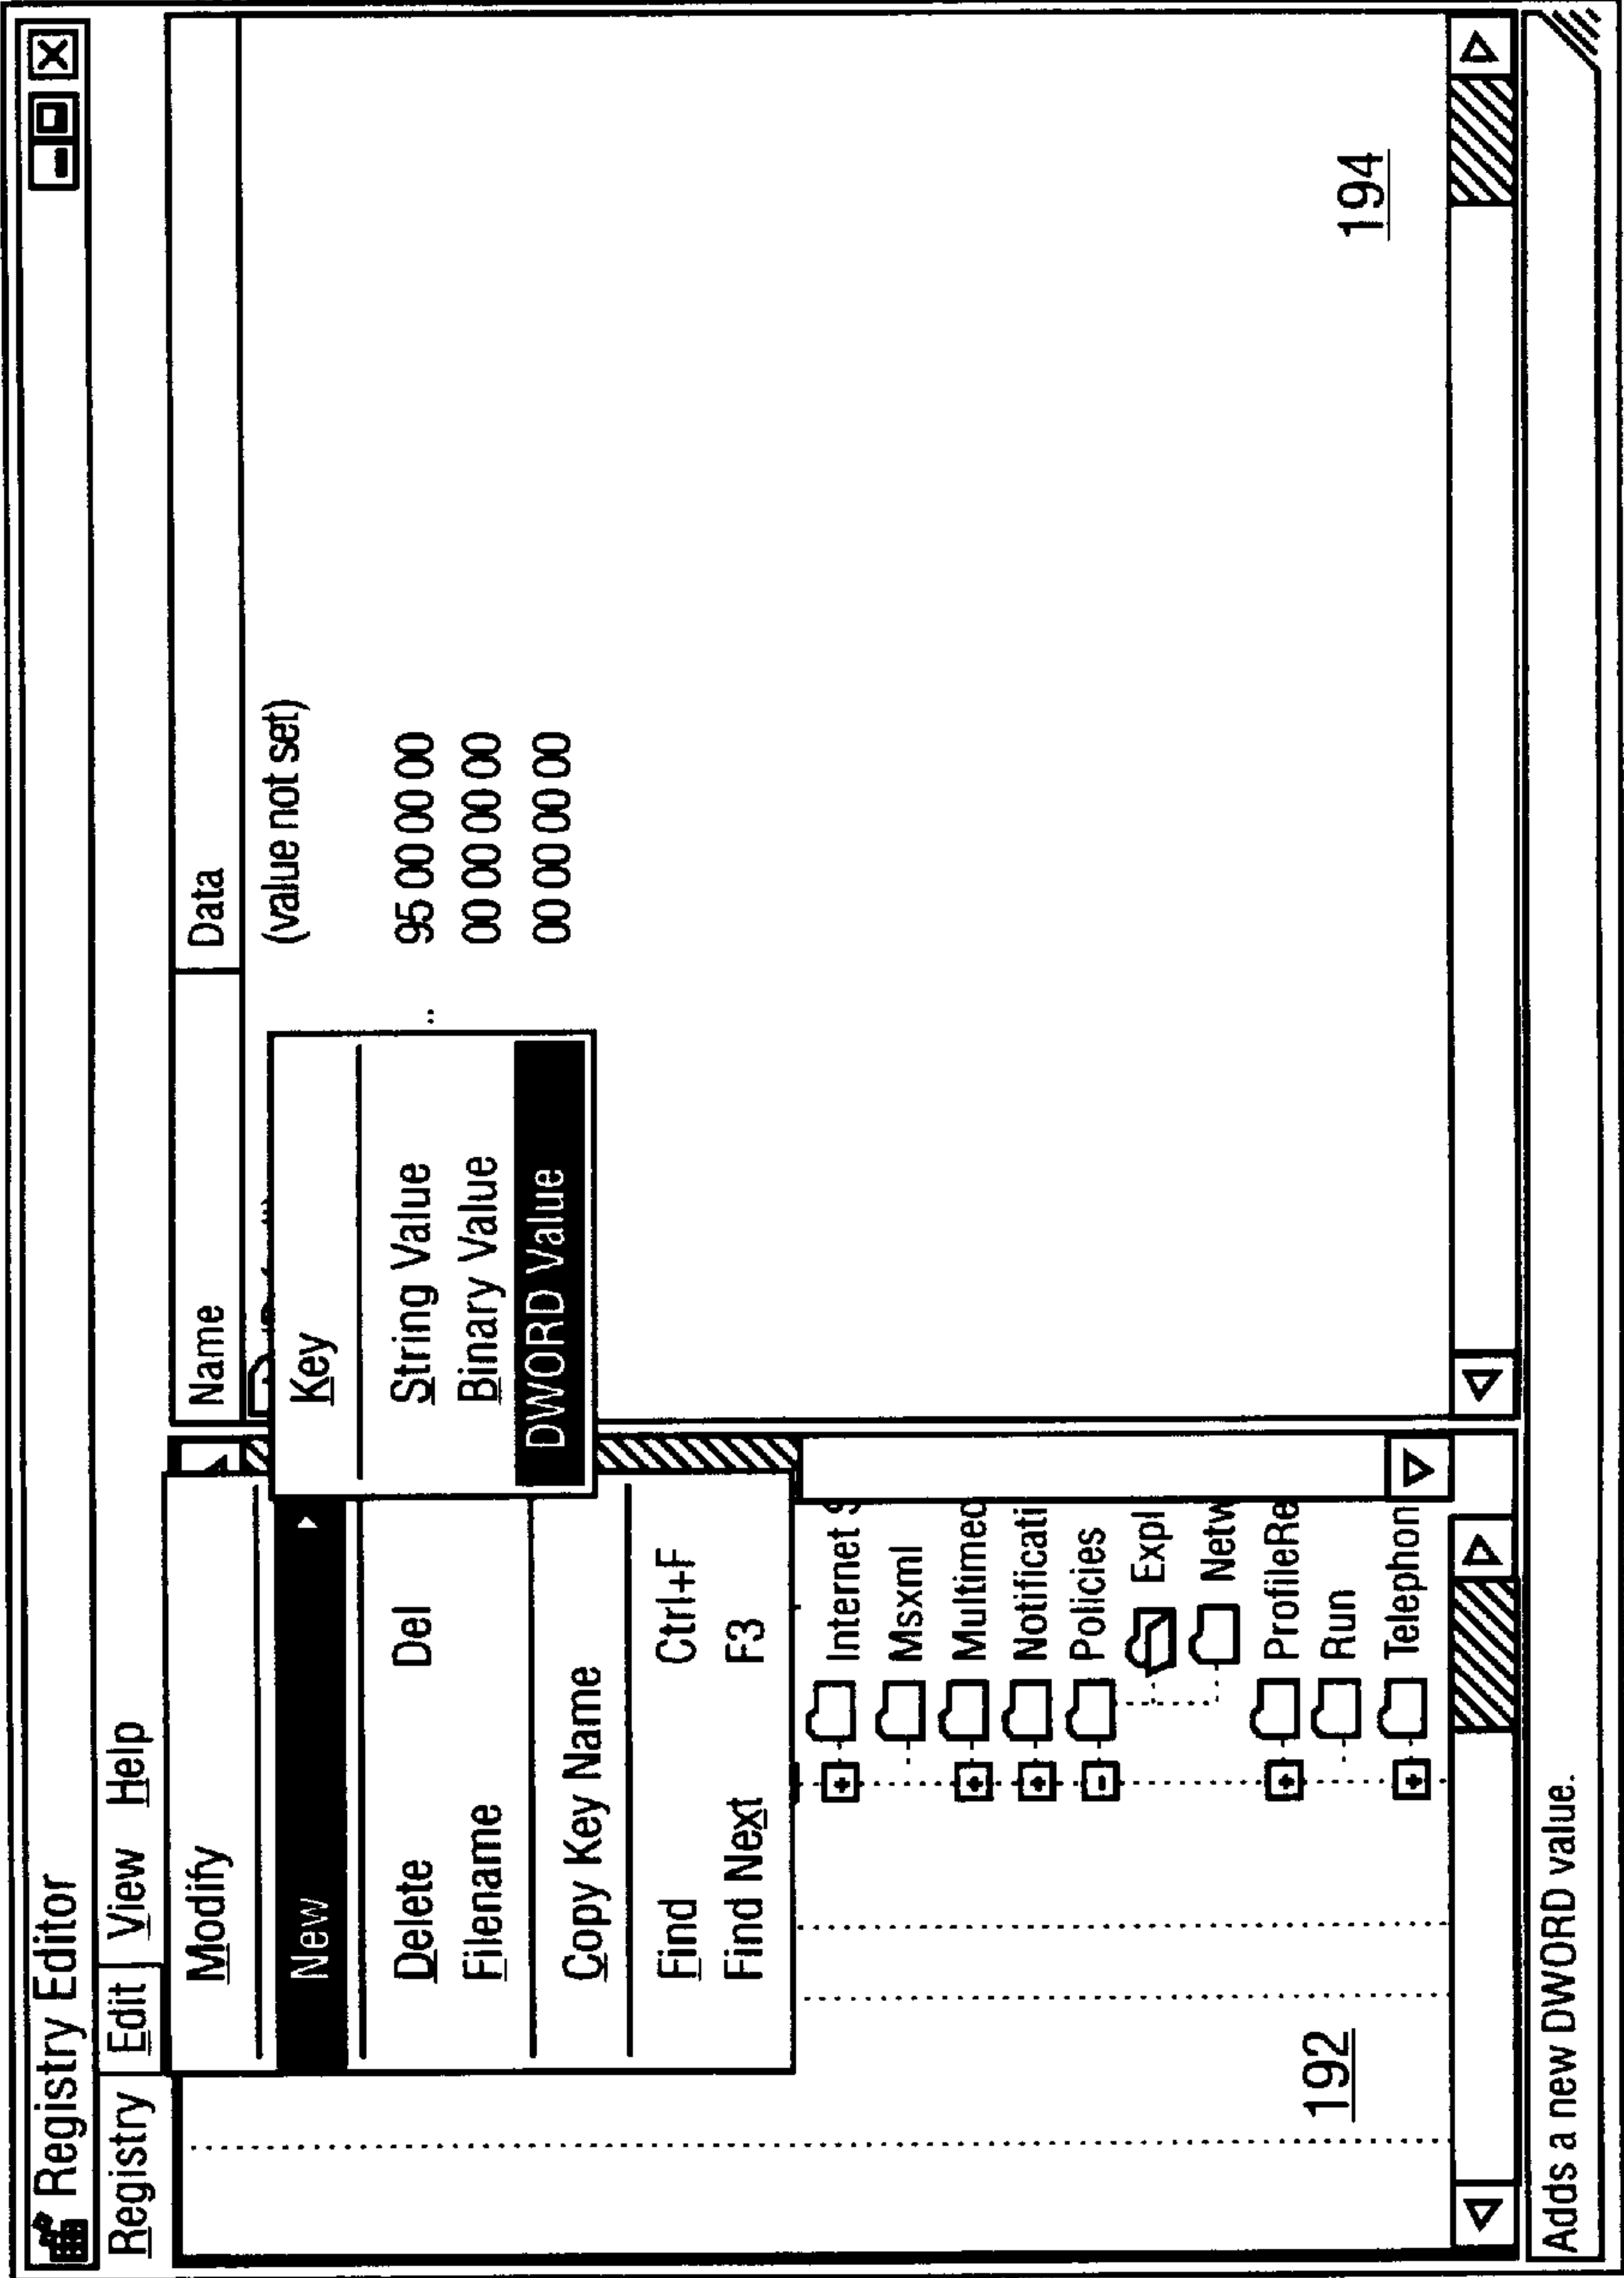 Registry Editor
Registry Edit View Help
Modify
New
Delete Del
Filename
Copy Key Name
Find Ctrl+F
Find Next F3
Key
String Value
Binary Value
DWORD Value
Name Data
(value not set)
95 00 00 00
00 00 00 00
00 00 00 00
Internet S
Msxml
Multimed
Notificati
Policies
Expl
Netw
ProfileRe
Run
Telephon
192
194
Adds a new DWORD value.